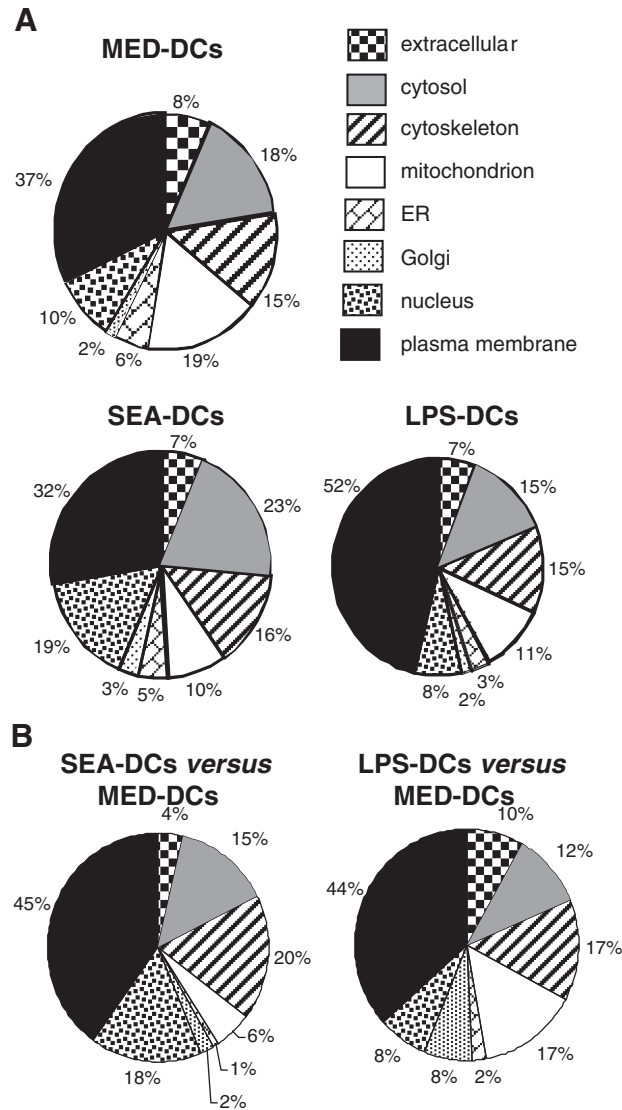 A
MED-DCs
extracellular
cytosol
cytoskeleton
mitochondrion
ER
Golgi
nucleus
plasma membrane
8%
18%
15%
19%
6%
2%
10%
37%
SEA-DCs
7%
23%
16%
10%
5%
3%
19%
32%
LPS-DCs
7%
15%
15%
11%
3%
2%
8%
52%
B
SEA-DCs versus
MED-DCs
4%
15%
20%
6%
1%
2%
18%
45%
LPS-DCs versus
MED-DCs
10%
12%
17%
17%
2%
8%
8%
44%